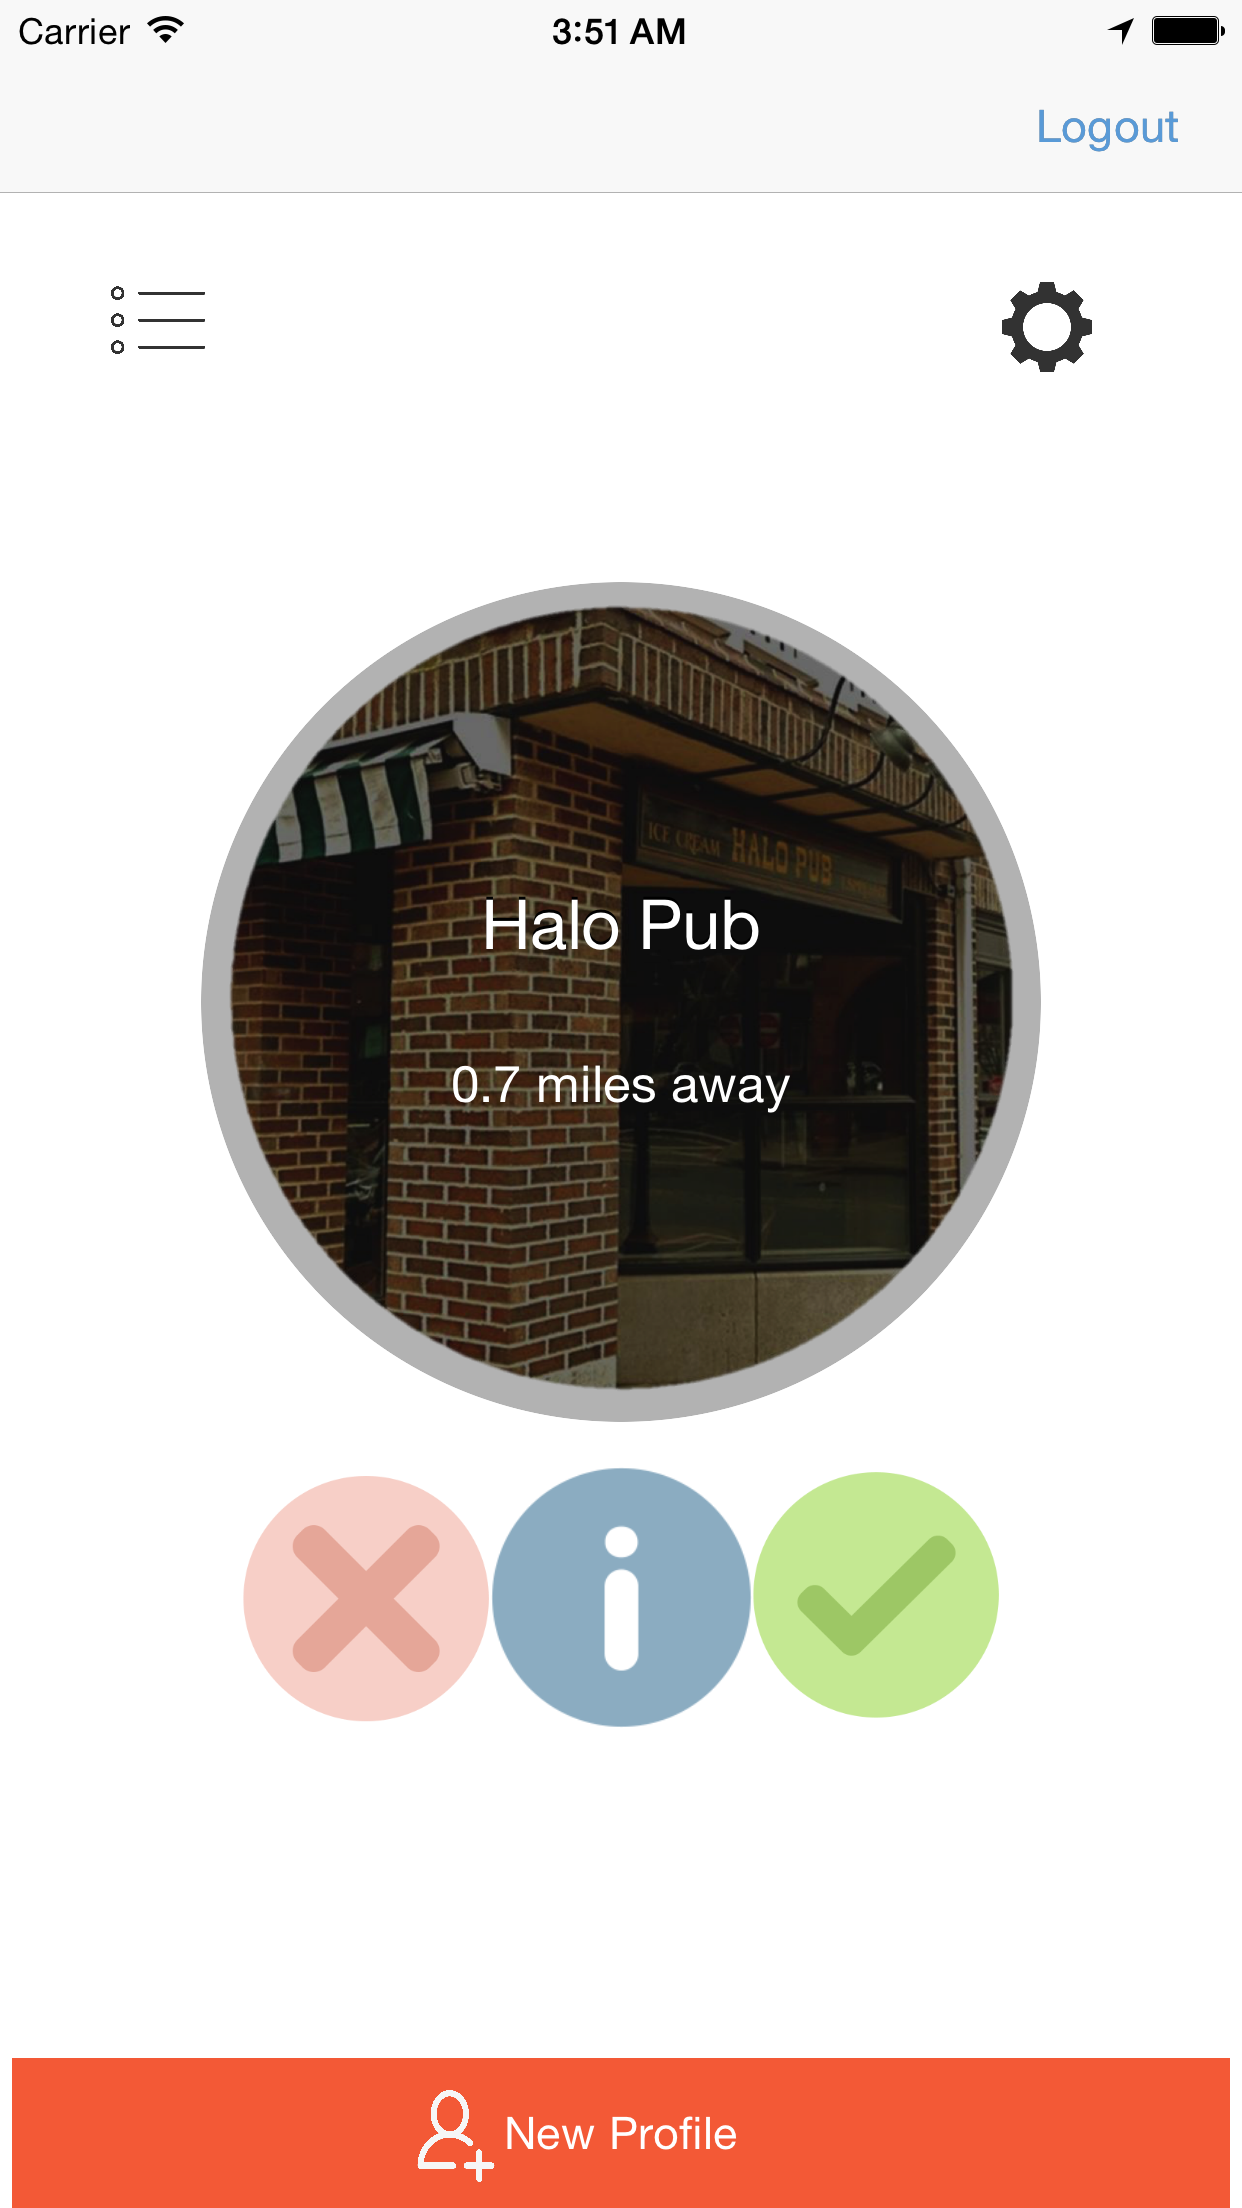 Carrier 3:51 AM
Logout
ICE CREAM HALO PUB
Halo Pub
0.7 miles away
New Profile